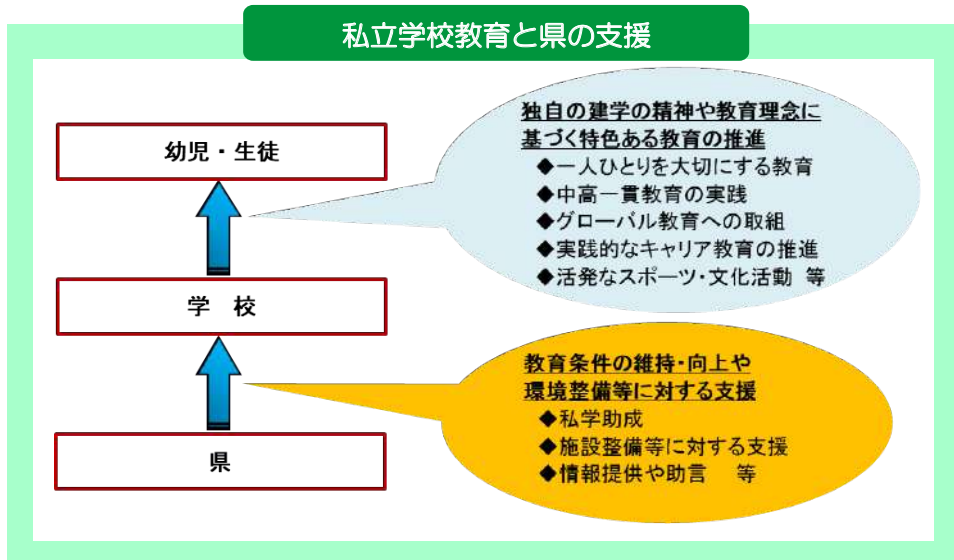 私立学校教育と県の支援
幼児・生徒
独自の建学の精神や教育理念に
基づく特色ある教育の推進
◆一人ひとりを大切にする教育
◆中高一貫教育の実践
◆グローバル教育への取組
◆実践的なキャリア教育の推進
◆活発なスポーツ・文化活動 等
学 校
教育条件の維持・向上や
環境整備等に対する支援
◆私学助成
◆施設整備等に対する支援
◆情報提供や助言 等
県